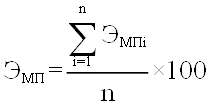 n
∑ Э_МПi
i=1
Э_МП = ———— ×100
n